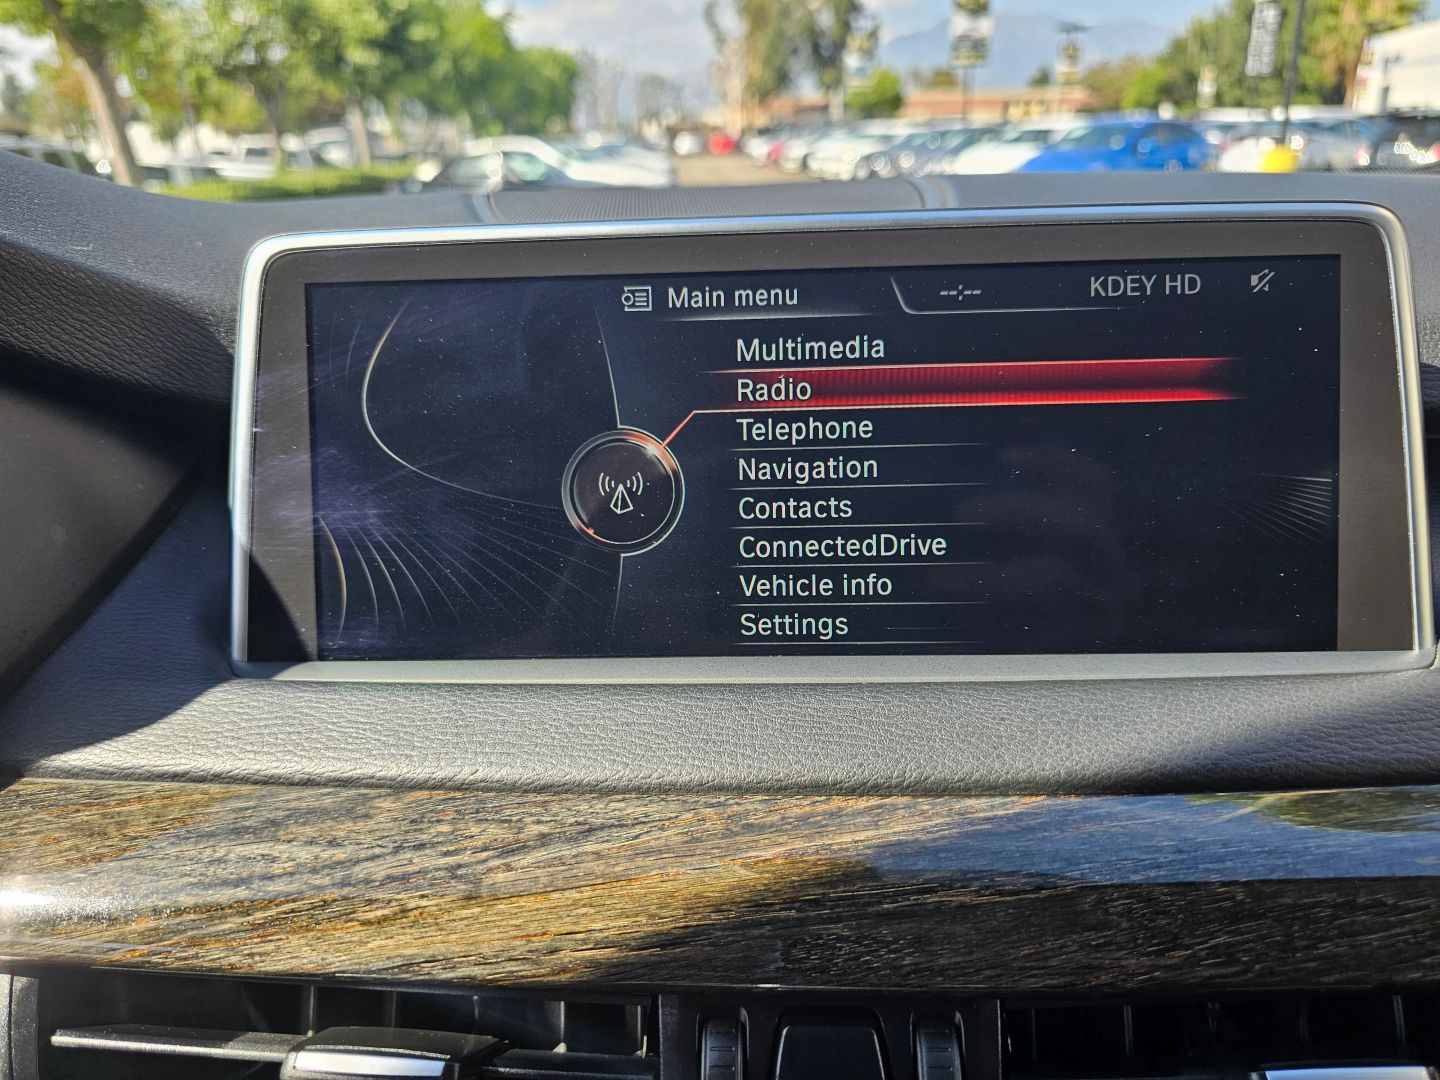 Main menu
--:--
KDEY HD
Multimedia
Radio
Telephone
Navigation
Contacts
ConnectedDrive
Vehicle info
Settings